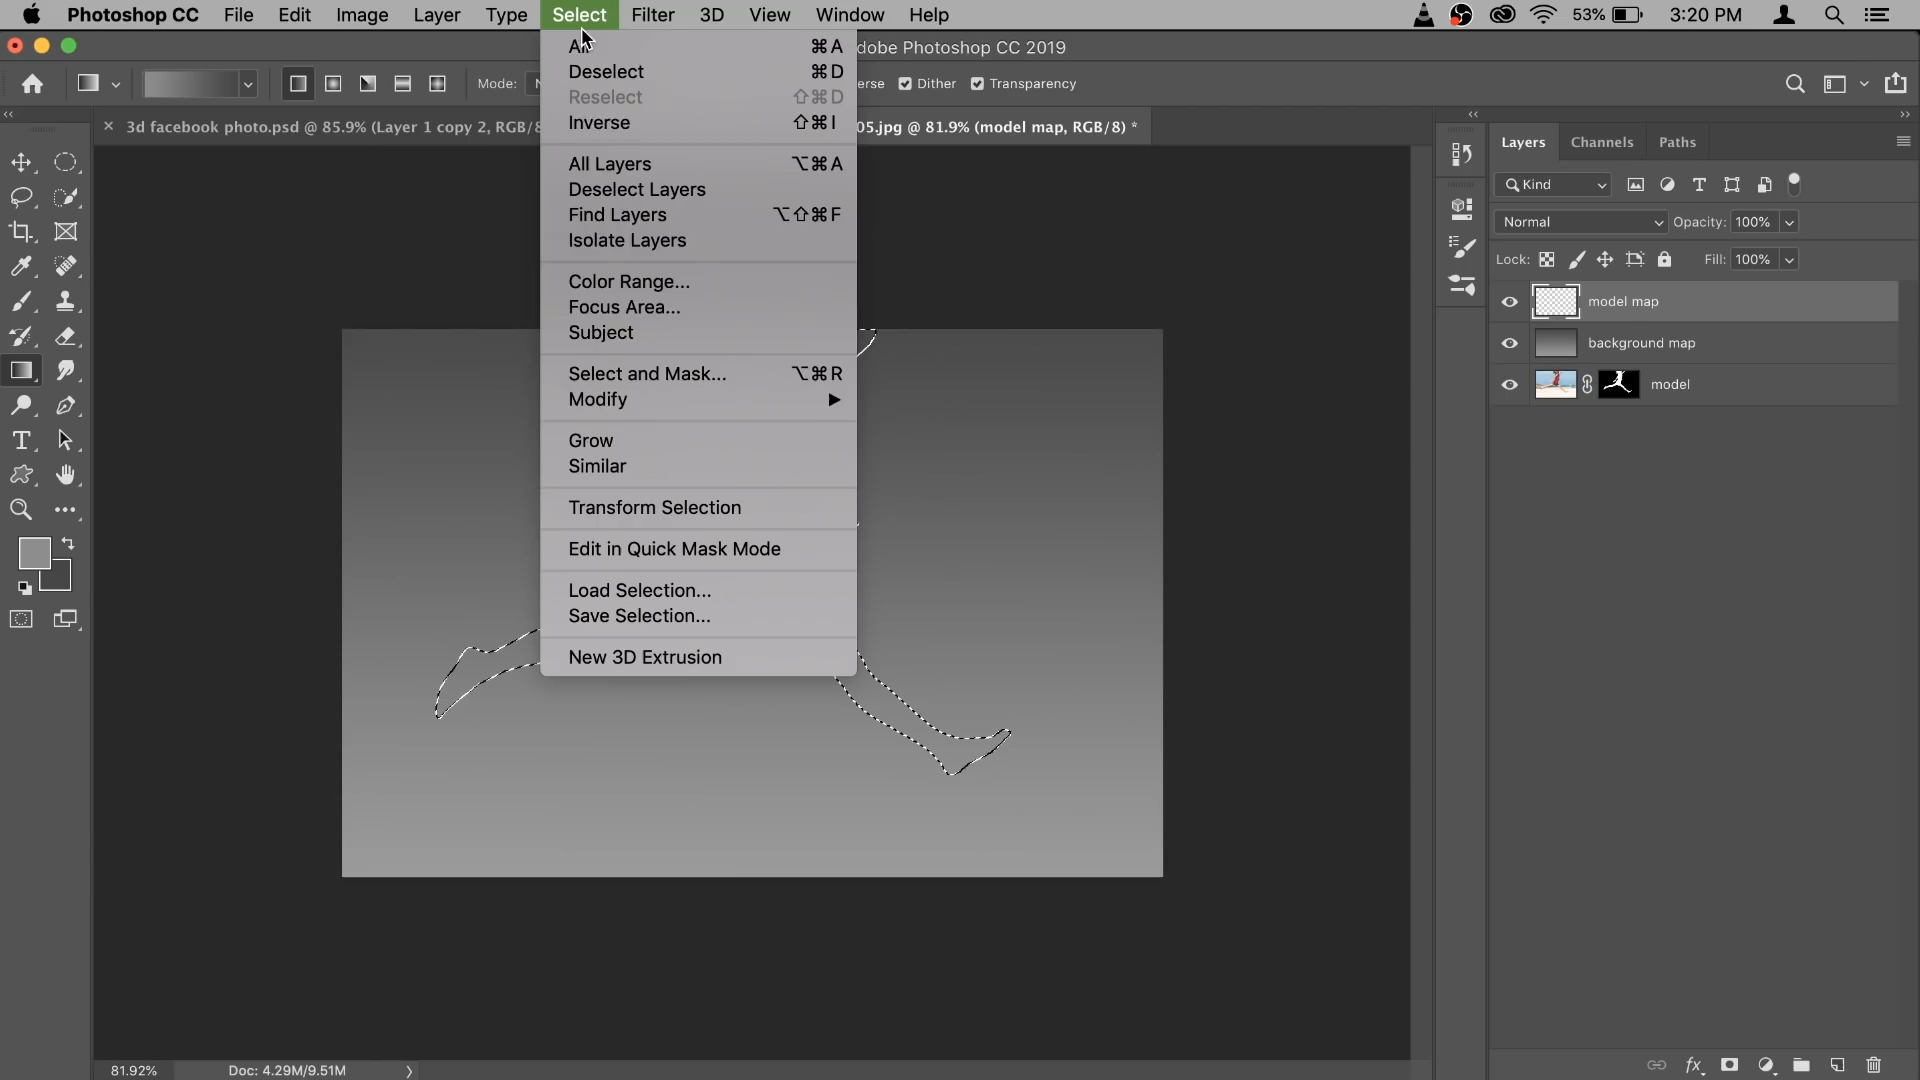 Photoshop CC File Edit Image Layer Type Select Filter 3D View Window Help 53% 3:20 PM
dobe Photoshop CC 2019
Mode: erse Dither Transparency
× 3d facebook photo.psd @ 85.9% (Layer 1 copy 2, RGB/8 05.jpg @ 81.9% (model map, RGB/8) *
All ⌘A
Deselect ⌘D
Reselect ⇧⌘D
Inverse ⇧⌘I
All Layers ⌥⌘A
Deselect Layers
Find Layers ⌥⇧⌘F
Isolate Layers
Color Range...
Focus Area...
Subject
Select and Mask... ⌥⌘R
Modify ▶
Grow
Similar
Transform Selection
Edit in Quick Mask Mode
Load Selection...
Save Selection...
New 3D Extrusion
Layers Channels Paths
Kind
Normal Opacity: 100%
Lock: Fill: 100%
model map
background map
model
81.92% Doc: 4.29M/9.51M